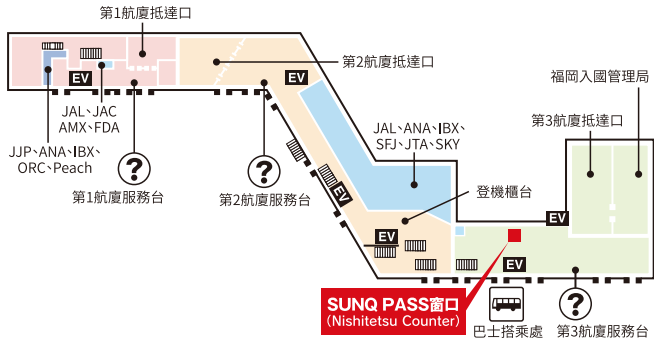 第1航廈抵達口
第2航廈抵達口
福岡入國管理局
第3航廈抵達口
EV
EV
JAL、JAC
AMX、FDA
JJP、ANA、IBX、
ORC、Peach
?
第1航廈服務台
?
第2航廈服務台
JAL、ANA、IBX、
SFJ、JTA、SKY
登機櫃台
EV
EV
EV
EV
SUNQ PASS窗口
(Nishitetsu Counter)
巴士搭乘處
?
第3航廈服務台